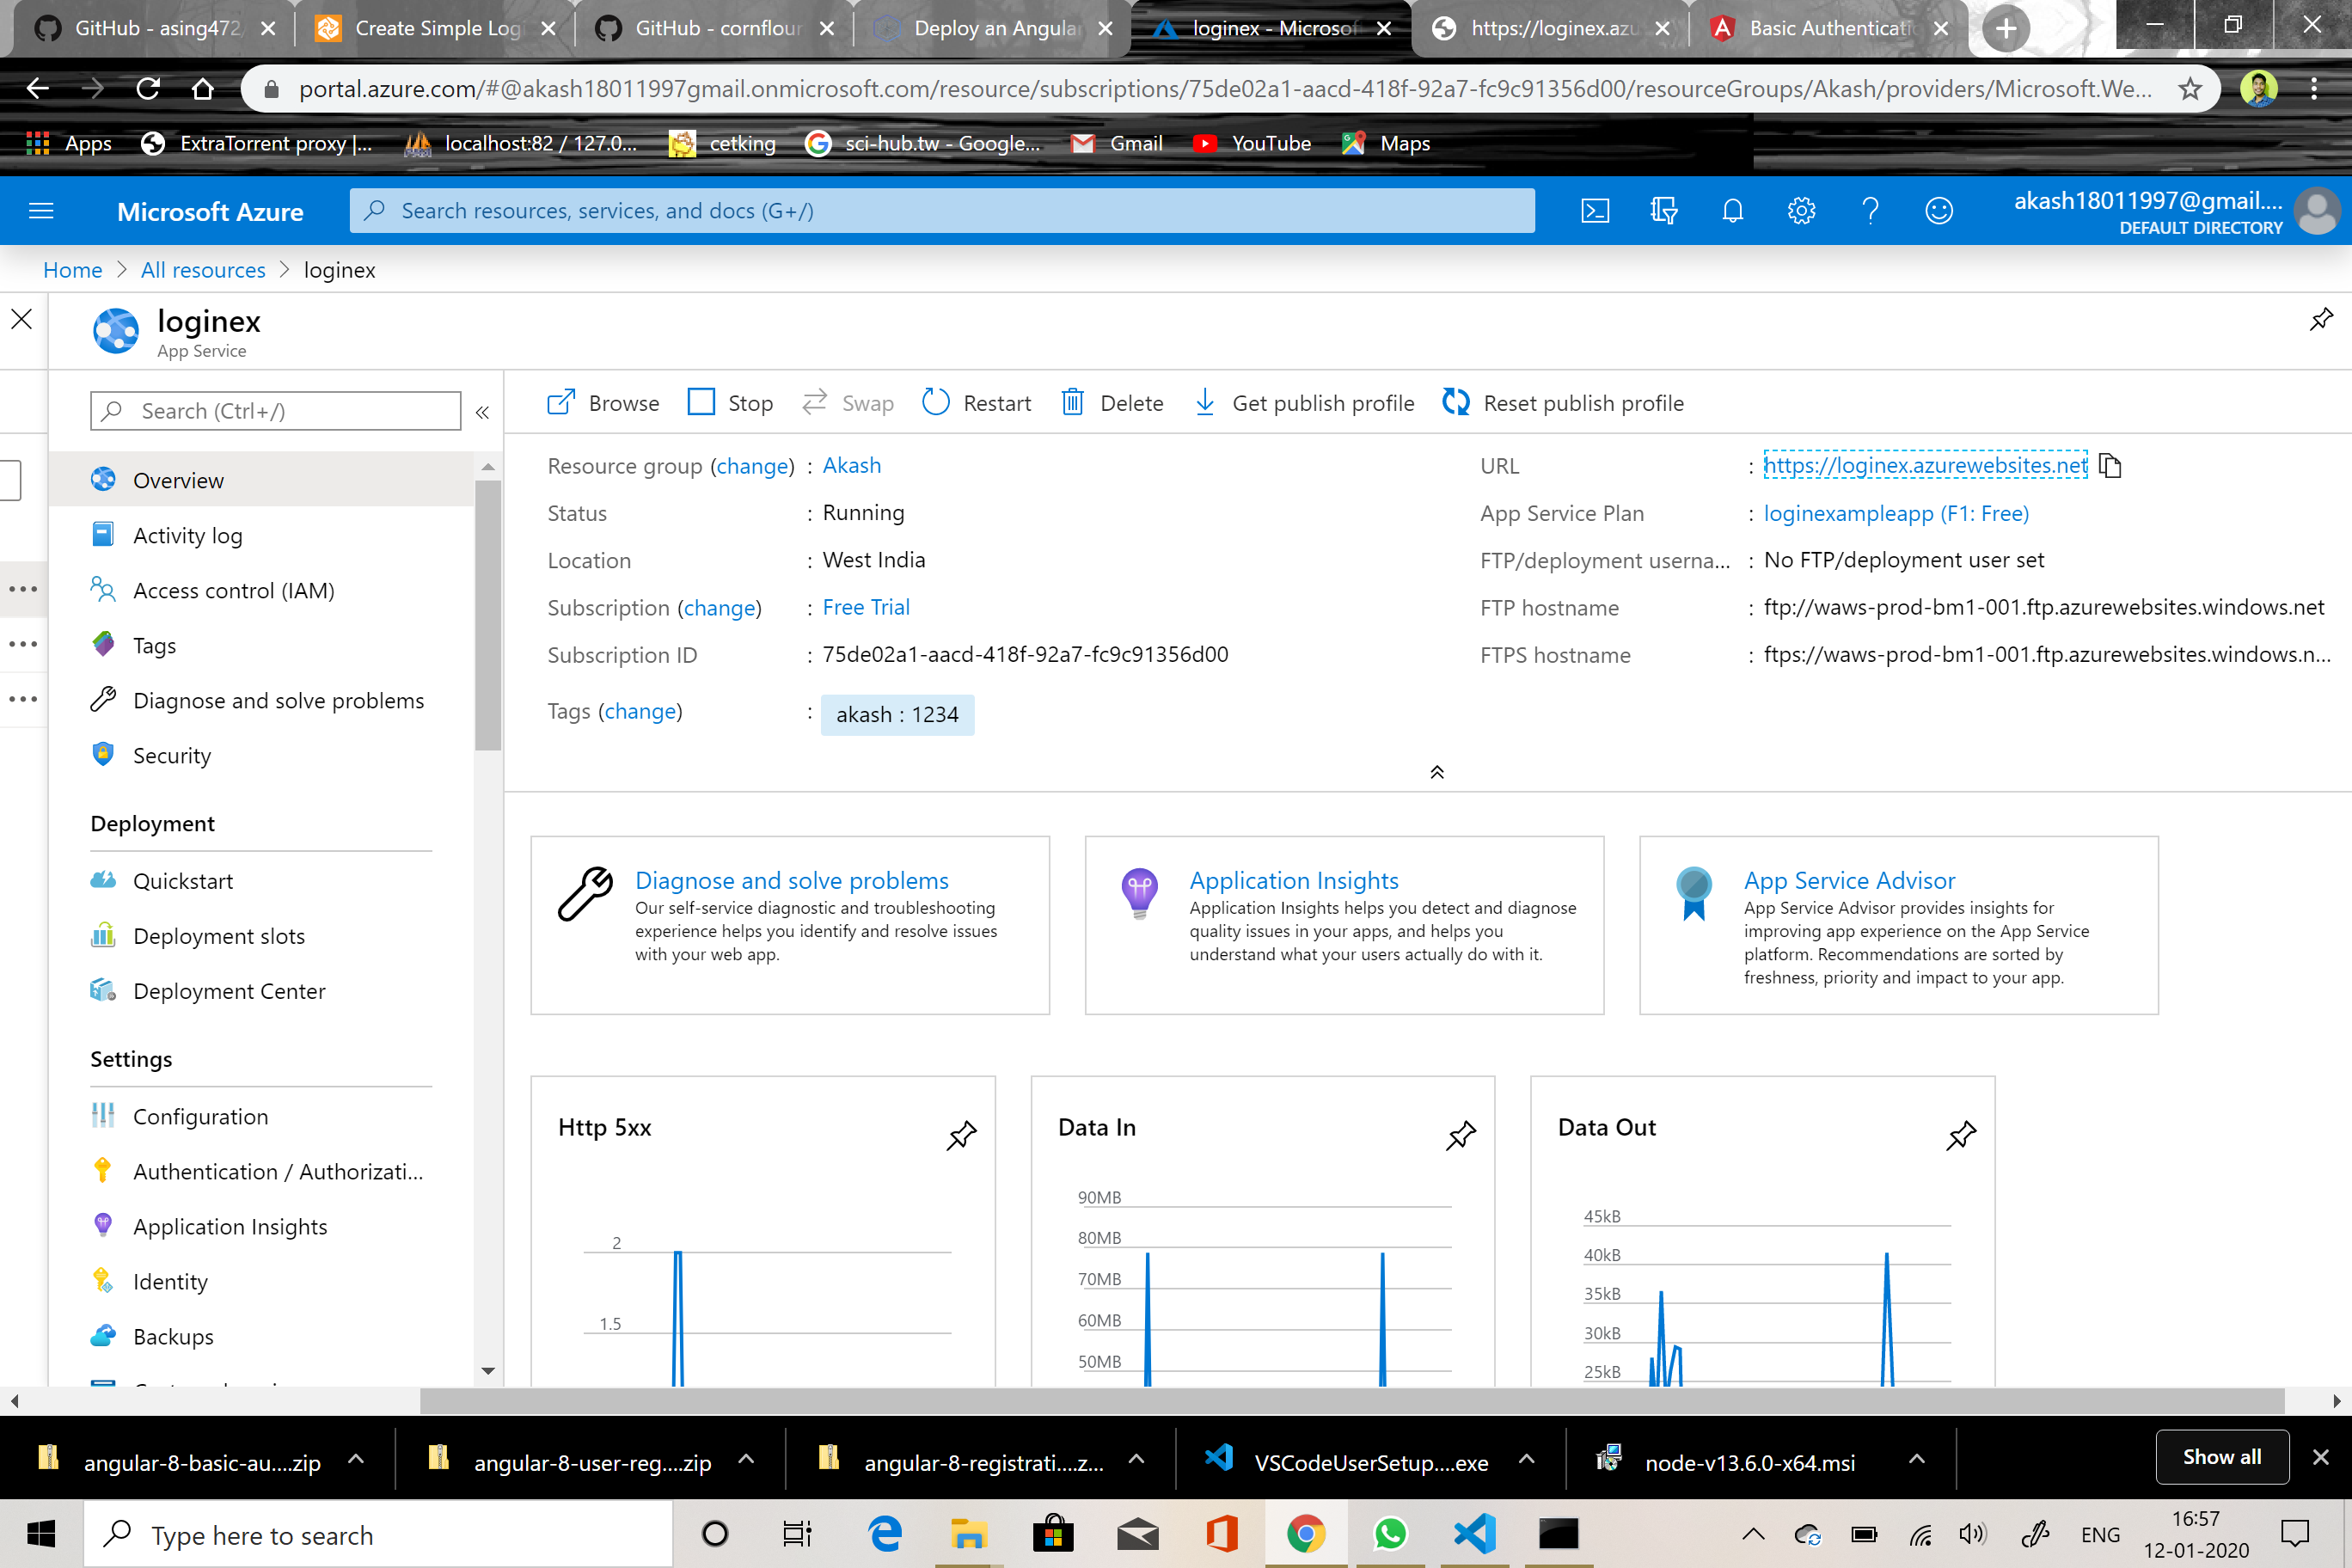 GitHub - asing472
Create Simple Logi
GitHub - cornflour
Deploy an Angular
loginex - Microsof
https://loginex.azu
Basic Authenticatio
portal.azure.com/#@akash18011997gmail.onmicrosoft.com/resource/subscriptions/75de02a1-aacd-418f-92a7-fc9c91356d00/resourceGroups/Akash/providers/Microsoft.We...
Apps
ExtraTorrent proxy |...
localhost:82 / 127.0...
cetking
sci-hub.tw - Google...
Gmail
YouTube
Maps
Microsoft Azure
Search resources, services, and docs (G+/)
akash18011997@gmail....
DEFAULT DIRECTORY
Home > All resources > loginex
loginex
App Service
Search (Ctrl+/)
Overview
Activity log
Access control (IAM)
Tags
Diagnose and solve problems
Security
Deployment
Quickstart
Deployment slots
Deployment Center
Settings
Configuration
Authentication / Authorizati...
Application Insights
Identity
Backups
Browse
Stop
Swap
Restart
Delete
Get publish profile
Reset publish profile
Resource group (change) : Akash
Status : Running
Location : West India
Subscription (change) : Free Trial
Subscription ID : 75de02a1-aacd-418f-92a7-fc9c91356d00
Tags (change) : akash : 1234
URL : https://loginex.azurewebsites.net
App Service Plan : loginexampleapp (F1: Free)
FTP/deployment userna... : No FTP/deployment user set
FTP hostname : ftp://waws-prod-bm1-001.ftp.azurewebsites.windows.net
FTPS hostname : ftps://waws-prod-bm1-001.ftp.azurewebsites.windows.n...
Diagnose and solve problems
Our self-service diagnostic and troubleshooting
experience helps you identify and resolve issues
with your web app.
Application Insights
Application Insights helps you detect and diagnose
quality issues in your apps, and helps you
understand what your users actually do with it.
App Service Advisor
App Service Advisor provides insights for
improving app experience on the App Service
platform. Recommendations are sorted by
freshness, priority and impact to your app.
Http 5xx
2
1.5
Data In
90MB
80MB
70MB
60MB
50MB
Data Out
45kB
40kB
35kB
30kB
25kB
angular-8-basic-au....zip
angular-8-user-reg....zip
angular-8-registrati....z...
VSCodeUserSetup....exe
node-v13.6.0-x64.msi
Show all
Type here to search
ENG
16:57
12-01-2020